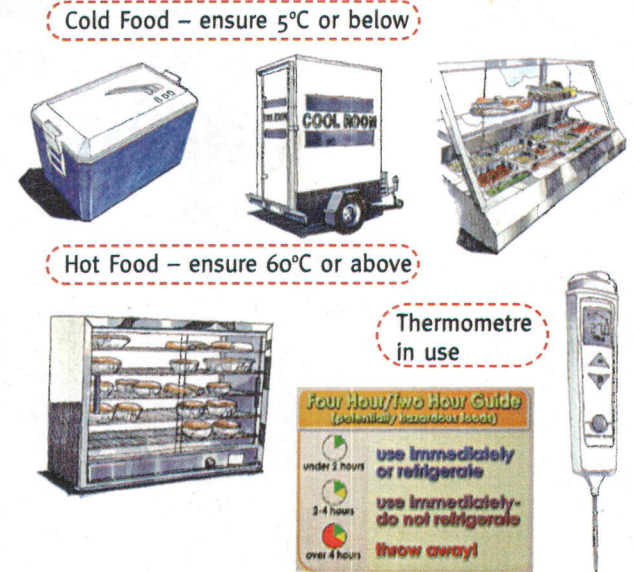 Cold Food – ensure 5°C or below
COOL ROOM
Hot Food – ensure 60°C or above
Thermometre
in use
Four Hour/Two Hour Guide
(potentially hazardous foods)
under 2 hours
use immediately
or refrigerate
2-4 hours
use immediately-
do not refrigerate
over 4 hours
throw away!